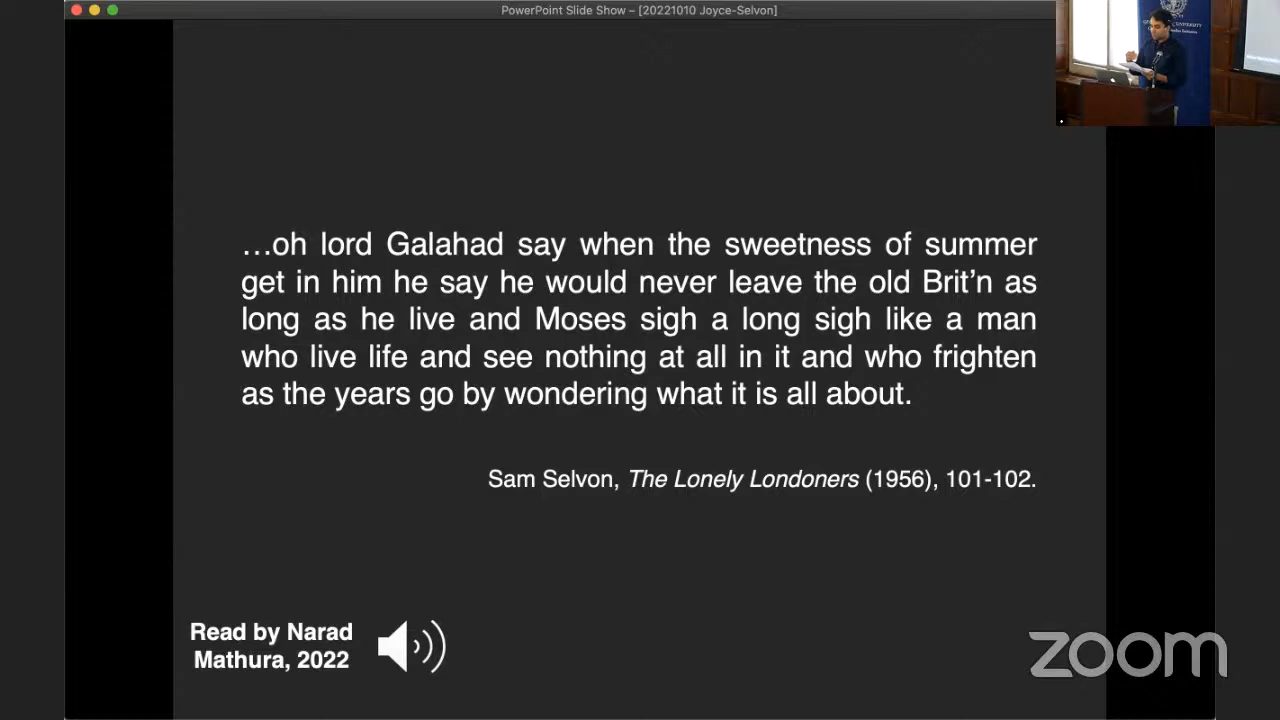 PowerPoint Slide Show – [20221010 Joyce-Selvon]
…oh lord Galahad say when the sweetness of summer
get in him he say he would never leave the old Brit’n as
long as he live and Moses sigh a long sigh like a man
who live life and see nothing at all in it and who frighten
as the years go by wondering what it is all about.
Sam Selvon, The Lonely Londoners (1956), 101-102.
Read by Narad
Mathura, 2022
zoom